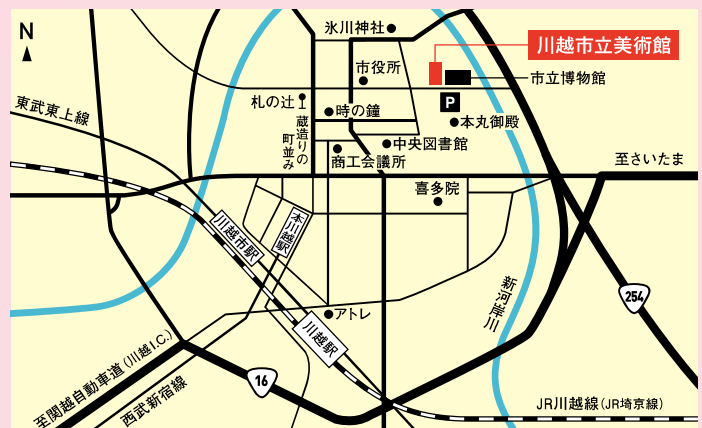 N
氷川神社
川越市立美術館
市役所
市立博物館
札の辻
時の鐘
P
本丸御殿
東武東上線
蔵造りの
町並み
中央図書館
商工会議所
至さいたま
喜多院
本川越駅
川越市駅
新河岸川
254
アトレ
川越駅
至関越自動車道(川越I.C.)
16
西武新宿線
JR川越線(JR埼京線)